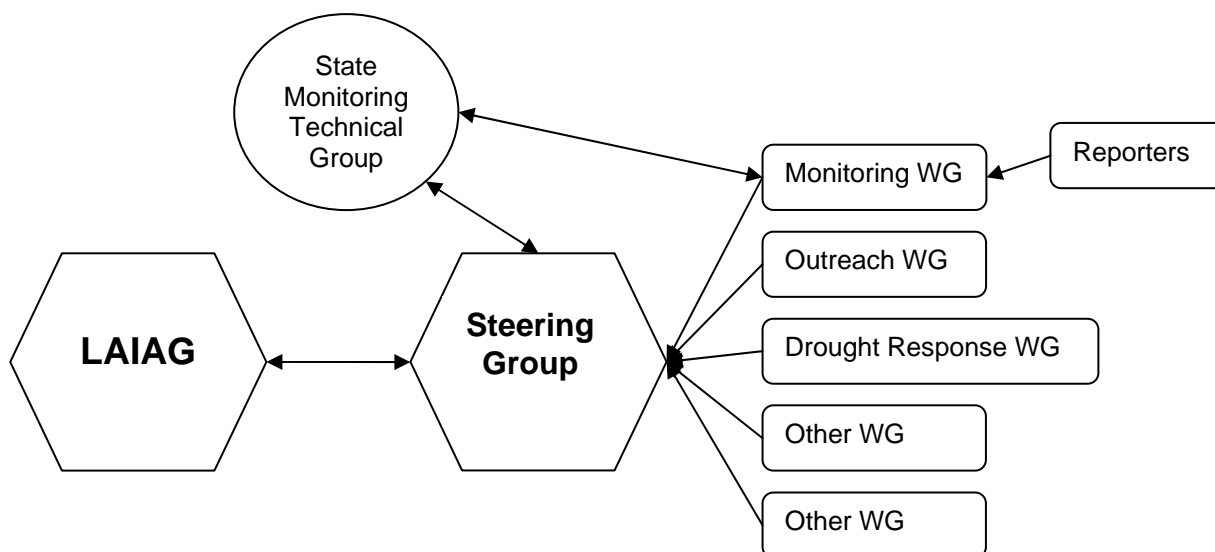 State
Monitoring
Technical
Group
Monitoring WG
Reporters
Outreach WG
LAIAG
Steering
Group
Drought Response WG
Other WG
Other WG